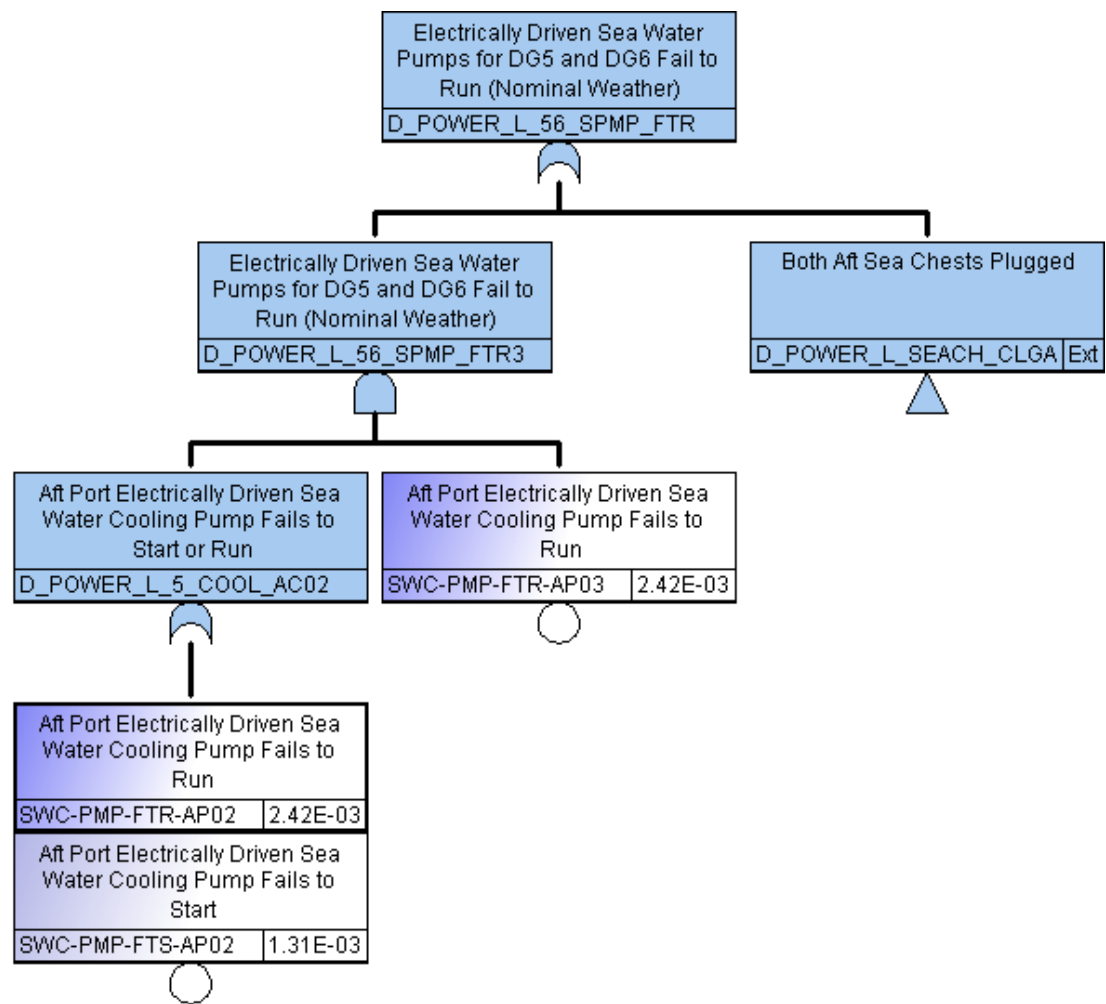 Electrically Driven Sea Water
Pumps for DG5 and DG6 Fail to
Run (Nominal Weather)
D_POWER_L_56_SPMP_FTR
Electrically Driven Sea Water
Pumps for DG5 and DG6 Fail to
Run (Nominal Weather)
D_POWER_L_56_SPMP_FTR3
Both Aft Sea Chests Plugged
D_POWER_L_SEACH_CLGA Ext
Aft Port Electrically Driven Sea
Water Cooling Pump Fails to
Start or Run
D_POWER_L_5_COOL_AC02
Aft Port Electrically Driven Sea
Water Cooling Pump Fails to
Run
SWC-PMP-FTR-AP03 2.42E-03
Aft Port Electrically Driven Sea
Water Cooling Pump Fails to
Run
SWC-PMP-FTR-AP02 2.42E-03
Aft Port Electrically Driven Sea
Water Cooling Pump Fails to
Start
SWC-PMP-FTS-AP02 1.31E-03